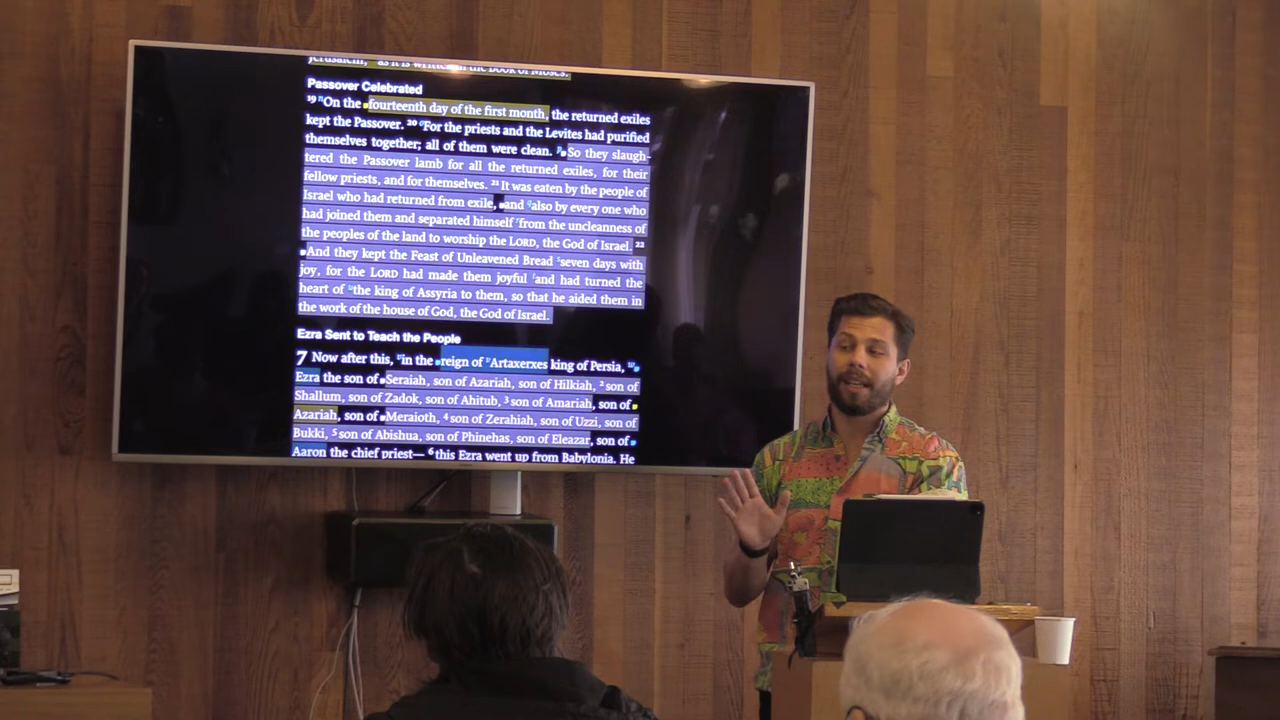 Jerusalem, as it is written in the Book of Moses.
Passover Celebrated
19 On the fourteenth day of the first month, the returned exiles
kept the Passover. 20 For the priests and the Levites had purified
themselves together; all of them were clean. So they slaugh-
tered the Passover lamb for all the returned exiles, for their
fellow priests, and for themselves. 21 It was eaten by the people of
Israel who had returned from exile, and also by every one who
had joined them and separated himself from the uncleanness of
the peoples of the land to worship the LORD, the God of Israel. 22
And they kept the Feast of Unleavened Bread seven days with
joy, for the LORD had made them joyful and had turned the
heart of the king of Assyria to them, so that he aided them in
the work of the house of God, the God of Israel.
Ezra Sent to Teach the People
7 Now after this, in the reign of Artaxerxes king of Persia,
Ezra the son of Seraiah, son of Azariah, son of Hilkiah, 2 son of
Shallum, son of Zadok, son of Ahitub, 3 son of Amariah, son of
Azariah, son of Meraioth, 4 son of Zerahiah, son of Uzzi, son of
Bukki, 5 son of Abishua, son of Phinehas, son of Eleazar, son of
Aaron the chief priest— 6 this Ezra went up from Babylonia. He